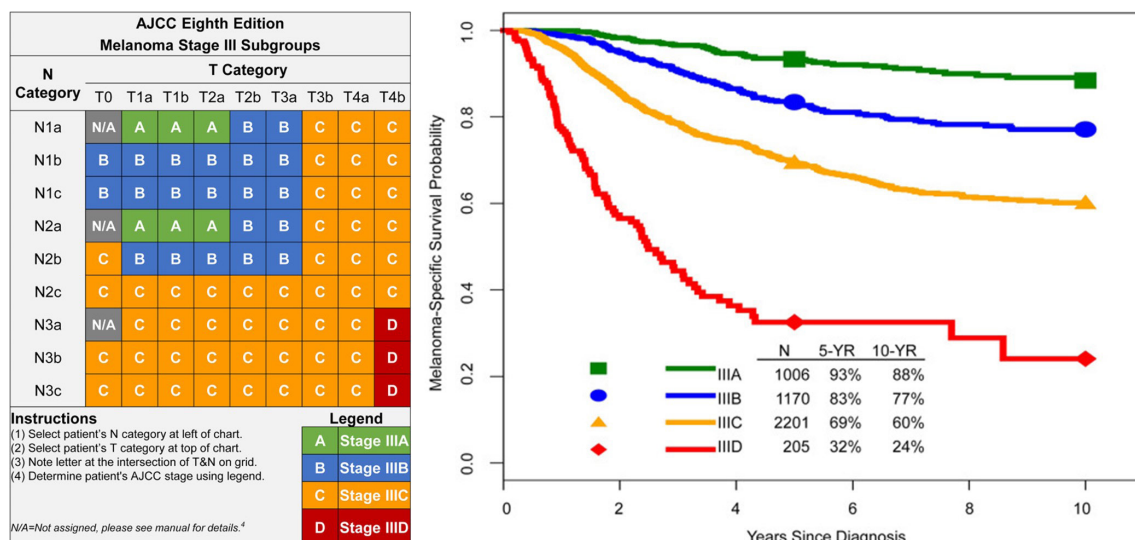 AJCC Eighth Edition
Melanoma Stage III Subgroups
N Category
T Category
T0 T1a T1b T2a T2b T3a T3b T4a T4b
N1a N/A A A A B B C C C
N1b B B B B B B C C C
N1c B B B B B B C C C
N2a N/A A A A B B C C C
N2b C B B B B B C C C
N2c C C C C C C C C C
N3a N/A C C C C C C C D
N3b C C C C C C C C D
N3c C C C C C C C C D
Instructions
(1) Select patient's N category at left of chart.
(2) Select patient's T category at top of chart.
(3) Note letter at the intersection of T&N on grid.
(4) Determine patient's AJCC stage using legend.
N/A=Not assigned, please see manual for details.4
Legend
A Stage IIIA
B Stage IIIB
C Stage IIIC
D Stage IIID
Melanoma-Specific Survival Probability
1.0
0.8
0.6
0.4
0.2
0.0
N 5-YR 10-YR
IIIA 1006 93% 88%
IIIB 1170 83% 77%
IIIC 2201 69% 60%
IIID 205 32% 24%
0 2 4 6 8 10
Years Since Diagnosis